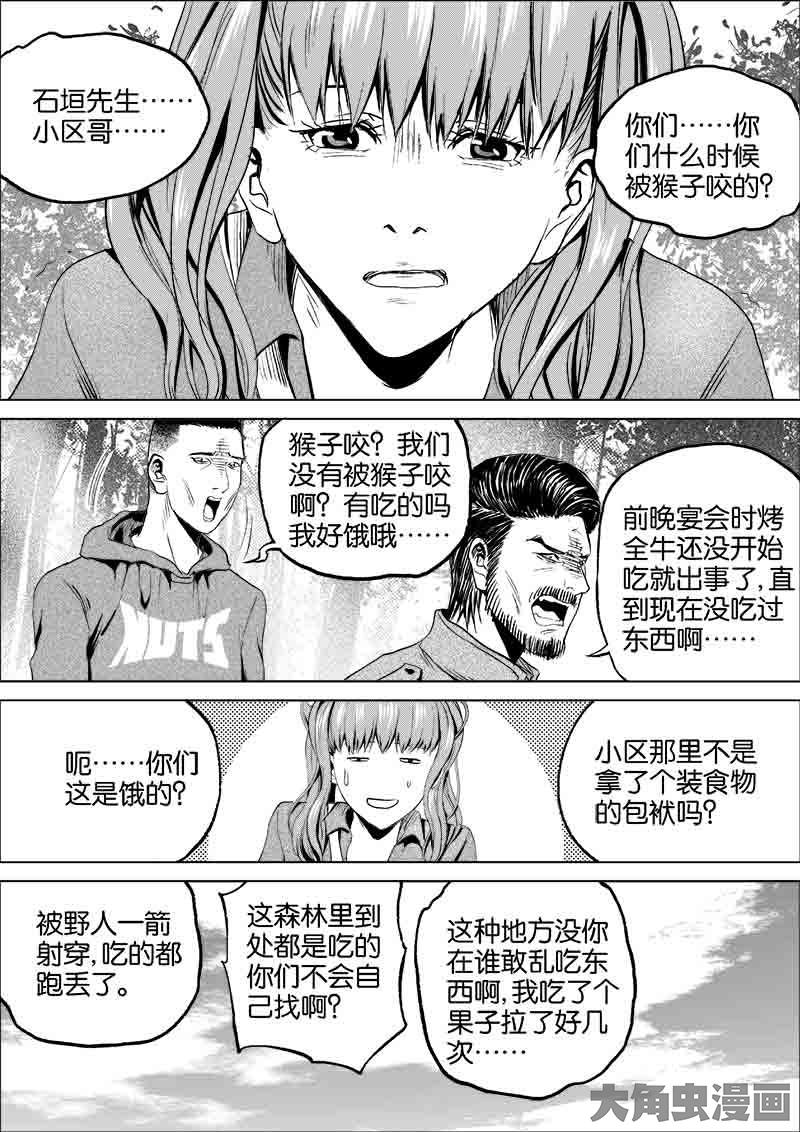 石垣先生……
小区哥……
你们……你
们什么时候
被猴子咬的？
猴子咬？我们
没有被猴子咬
啊？有吃的吗
我好饿哦……
NUTS
前晚宴会时烤
全牛还没开始
吃就出事了，直
到现在没吃过
东西啊……
呃……你们
这是饿的？
小区那里不是
拿了个装食物
的包袱吗？
被野人一箭
射穿，吃的都
跑丢了。
这森林里到
处都是吃的
你们不会自
己找啊？
这种地方没你
在谁敢乱吃东
西啊，我吃了个
果子拉了好几
次……
大角虫漫画